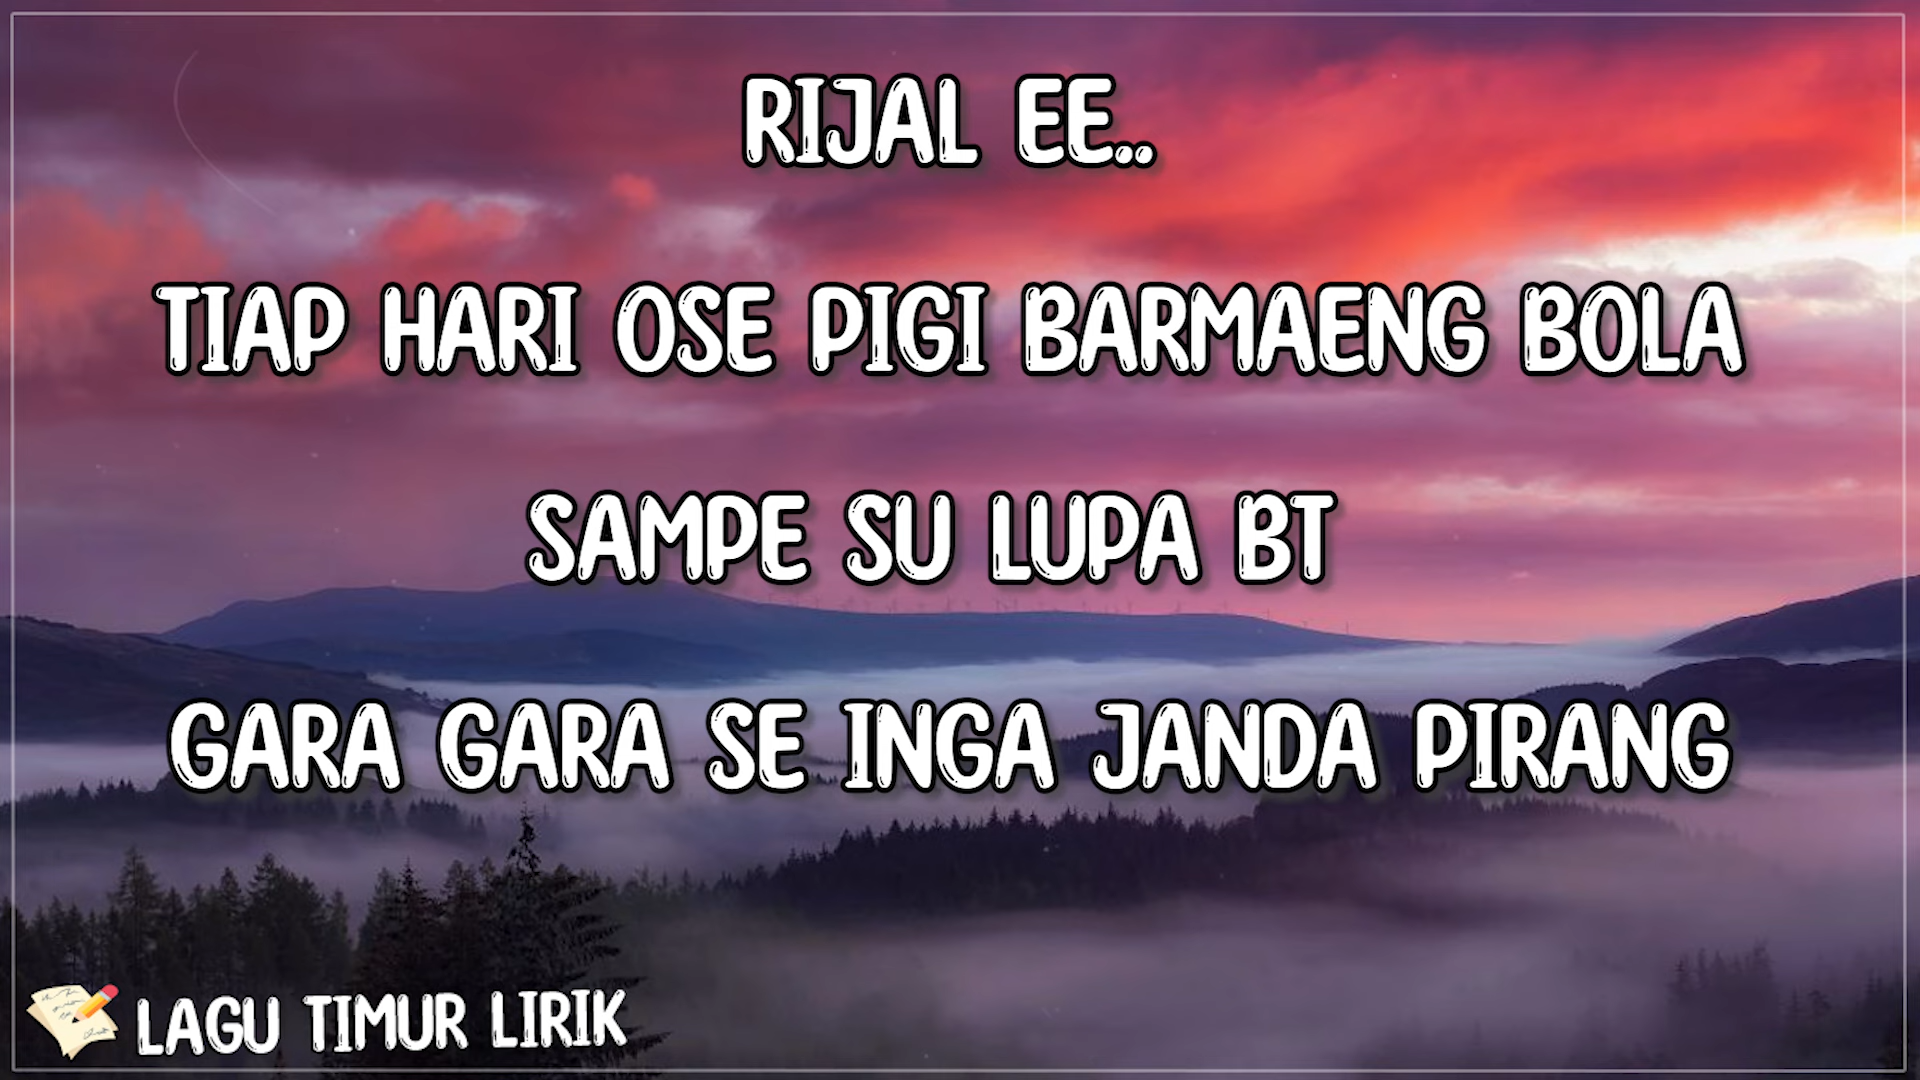 RIJAL EE..
TIAP HARI OSE PIGI BARMAENG BOLA
SAMPE SU LUPA BT
GARA GARA SE INGA JANDA PIRANG
LAGU TIMUR LIRIK